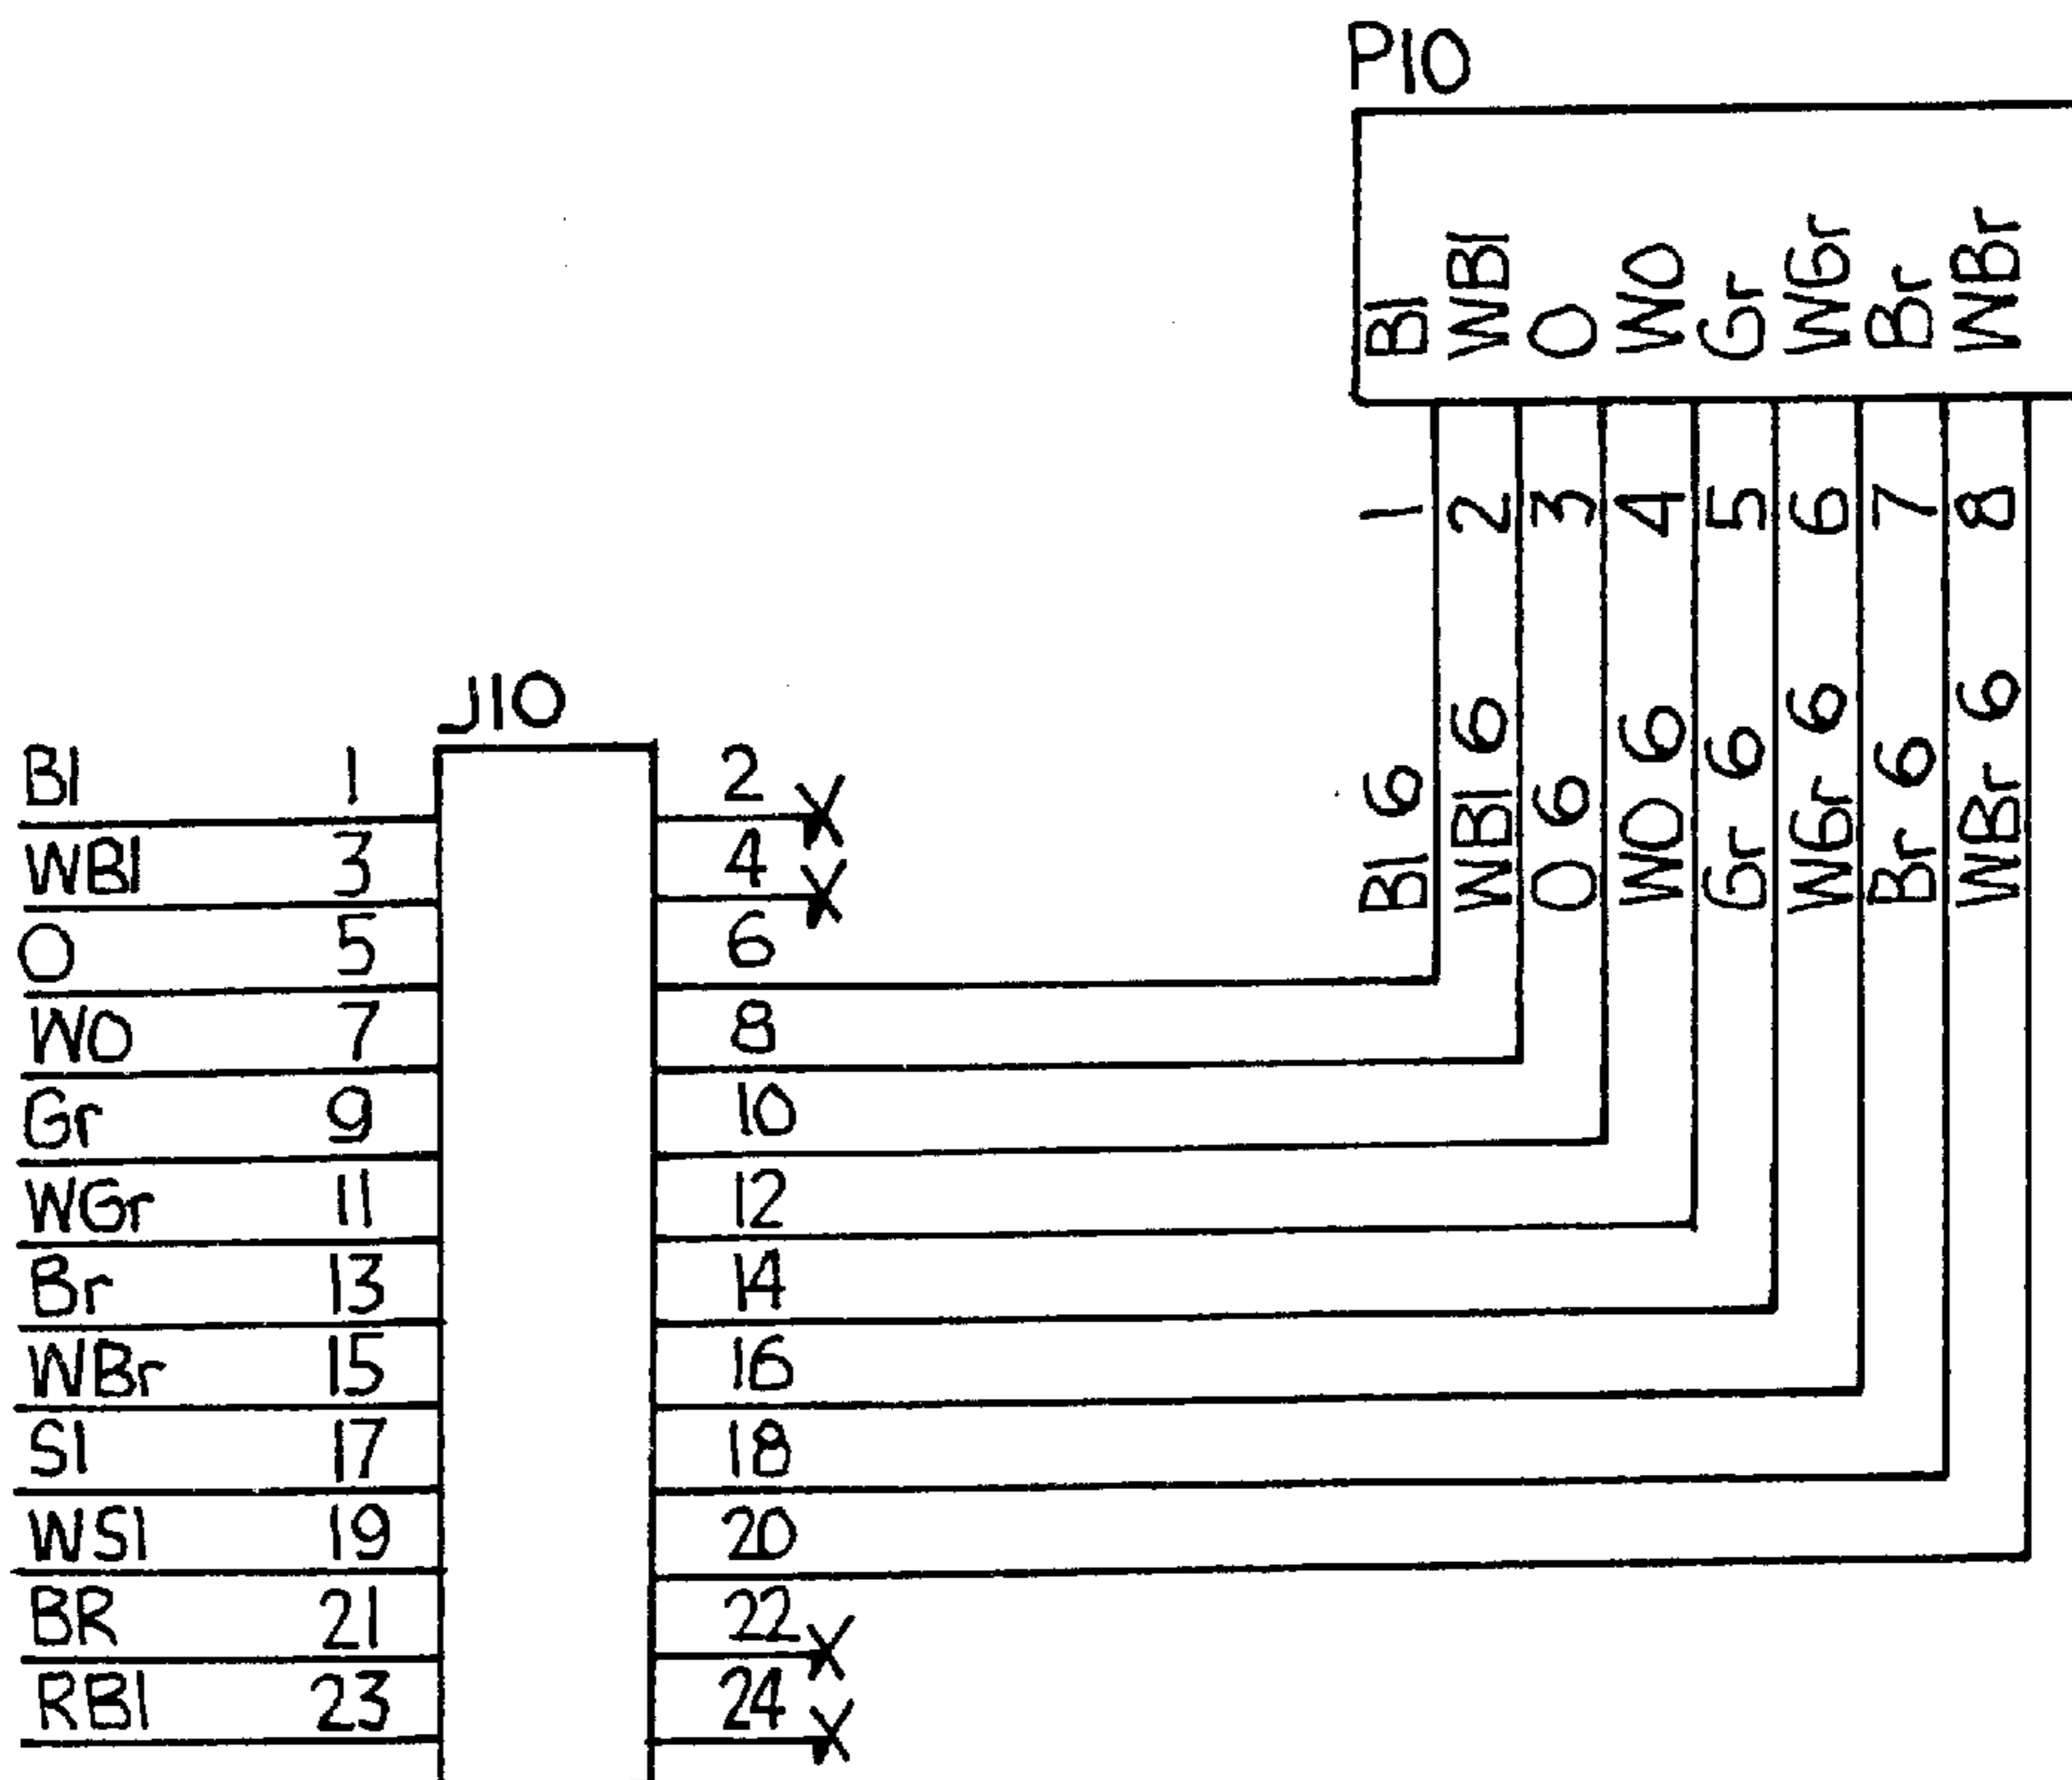 P10
Bl WBl O WO Gr WGr Br WBr
1 2 3 4 5 6 7 8
Bl 6 WBl 6 O 6 WO 6 Gr 6 WGr 6 Br 6 WBr 6
J10
Bl 1 2
WBl 3 4
O 5 6
WO 7 8
Gr 9 10
WGr 11 12
Br 13 14
WBr 15 16
Sl 17 18
WSl 19 20
BR 21 22
RBl 23 24